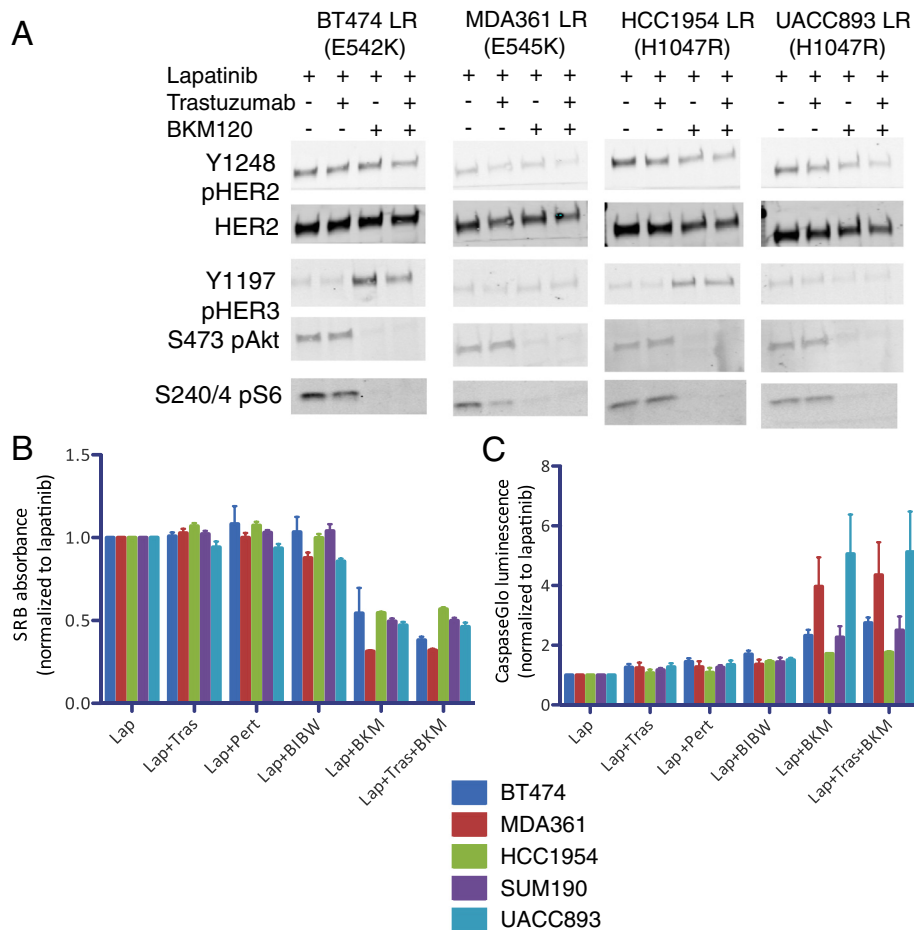 A
BT474 LR MDA361 LR HCC1954 LR UACC893 LR
(E542K) (E545K) (H1047R) (H1047R)
Lapatinib + + + + + + + + + + + + + + + +
Trastuzumab - + - + - + - + - + - + - + - +
BKM120 - - + + - - + + - - + + - - + +
Y1248
pHER2
HER2
Y1197
pHER3
S473 pAkt
S240/4 pS6
B
SRB absorbance
(normalized to lapatinib)
1.5
1.0
0.5
0.0
Lap
Lap+Tras
Lap+Pert
Lap+BIBW
Lap+BKM
Lap+Tras+BKM
C
CaspaseGlo luminescence
(normalized to lapatinib)
8
6
4
2
0
Lap
Lap+Tras
Lap +Pert
Lap+BIBW
Lap+BKM
Lap+Tras+BKM
BT474
MDA361
HCC1954
SUM190
UACC893